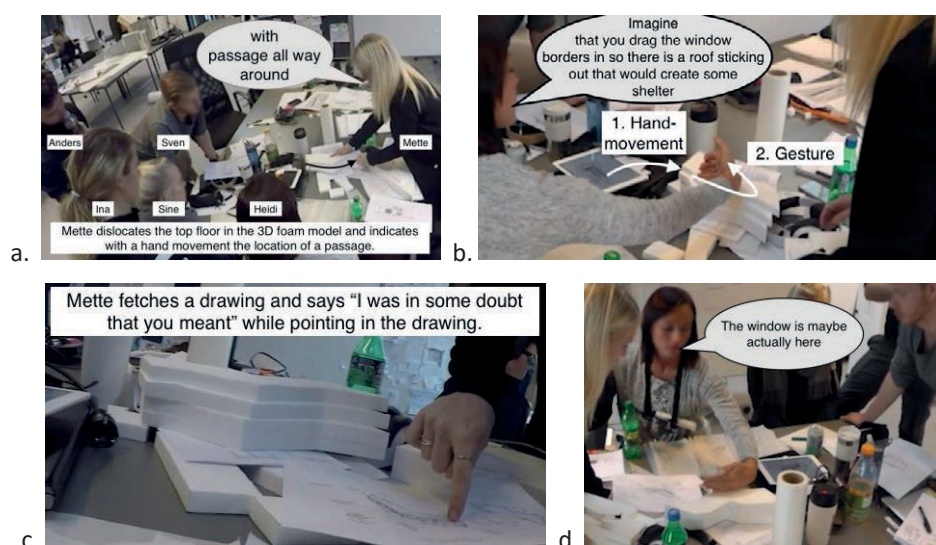 with
passage all way
around
Anders
Sven
Mette
Ina
Sine
Heidi
Mette dislocates the top floor in the 3D foam model and indicates
with a hand movement the location of a passage.
a.
Imagine
that you drag the window
borders in so there is a roof sticking
out that would create some
shelter
1. Hand-
movement
2. Gesture
b.
Mette fetches a drawing and says “I was in some doubt
that you meant” while pointing in the drawing.
c.
The window is maybe
actually here
d.